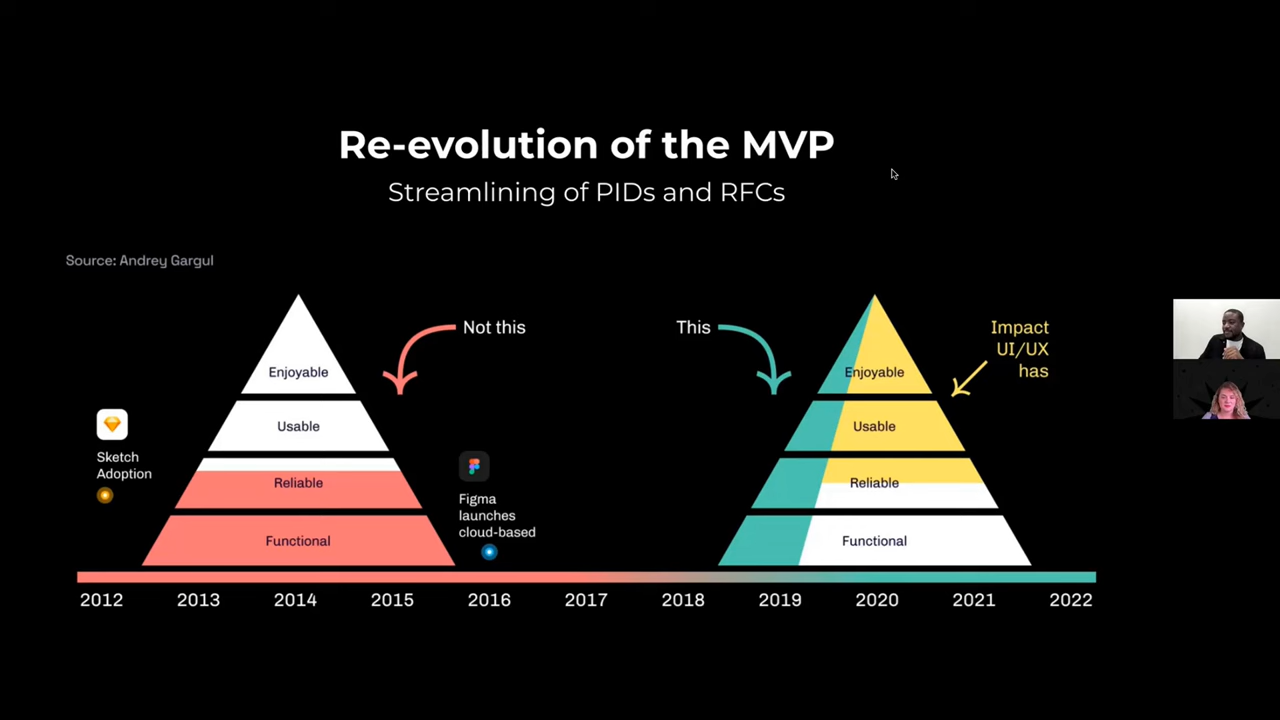 Re-evolution of the MVP
Streamlining of PIDs and RFCs
Source: Andrey Gargul
Not this
This
Impact
UI/UX
has
Enjoyable
Usable
Reliable
Functional
Enjoyable
Usable
Reliable
Functional
Sketch
Adoption
Figma
launches
cloud-based
2012 2013 2014 2015 2016 2017 2018 2019 2020 2021 2022